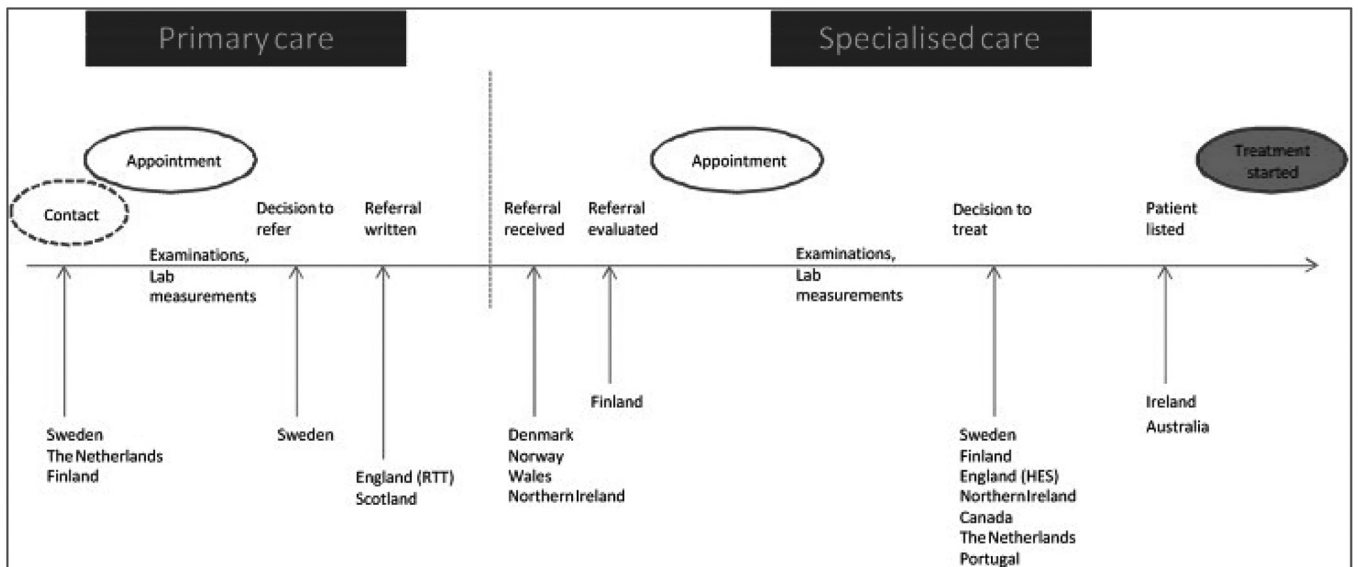 Primary care
Specialised care
Appointment
Appointment
Treatment
started
Contact
Decision to
refer
Referral
written
Referral
received
Referral
evaluated
Decision to
treat
Patient
listed
Examinations,
Lab
measurements
Examinations,
Lab
measurements
Sweden
The Netherlands
Finland
Sweden
England (RTT)
Scotland
Denmark
Norway
Wales
Northern Ireland
Finland
Sweden
Finland
England (HES)
Northern Ireland
Canada
The Netherlands
Portugal
Ireland
Australia